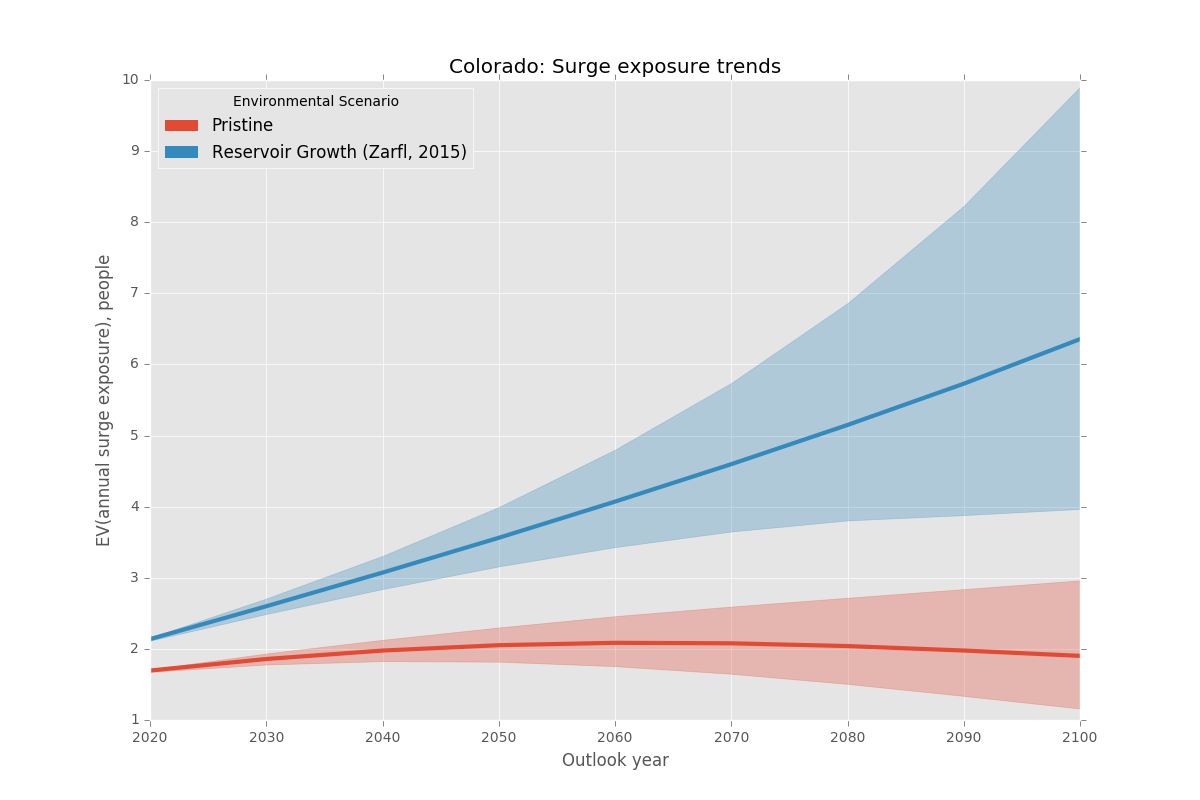 Colorado: Surge exposure trends
Environmental Scenario
Pristine
Reservoir Growth (Zarfl, 2015)
EV(annual surge exposure), people
10
9
8
7
6
5
4
3
2
1
2020 2030 2040 2050 2060 2070 2080 2090 2100
Outlook year